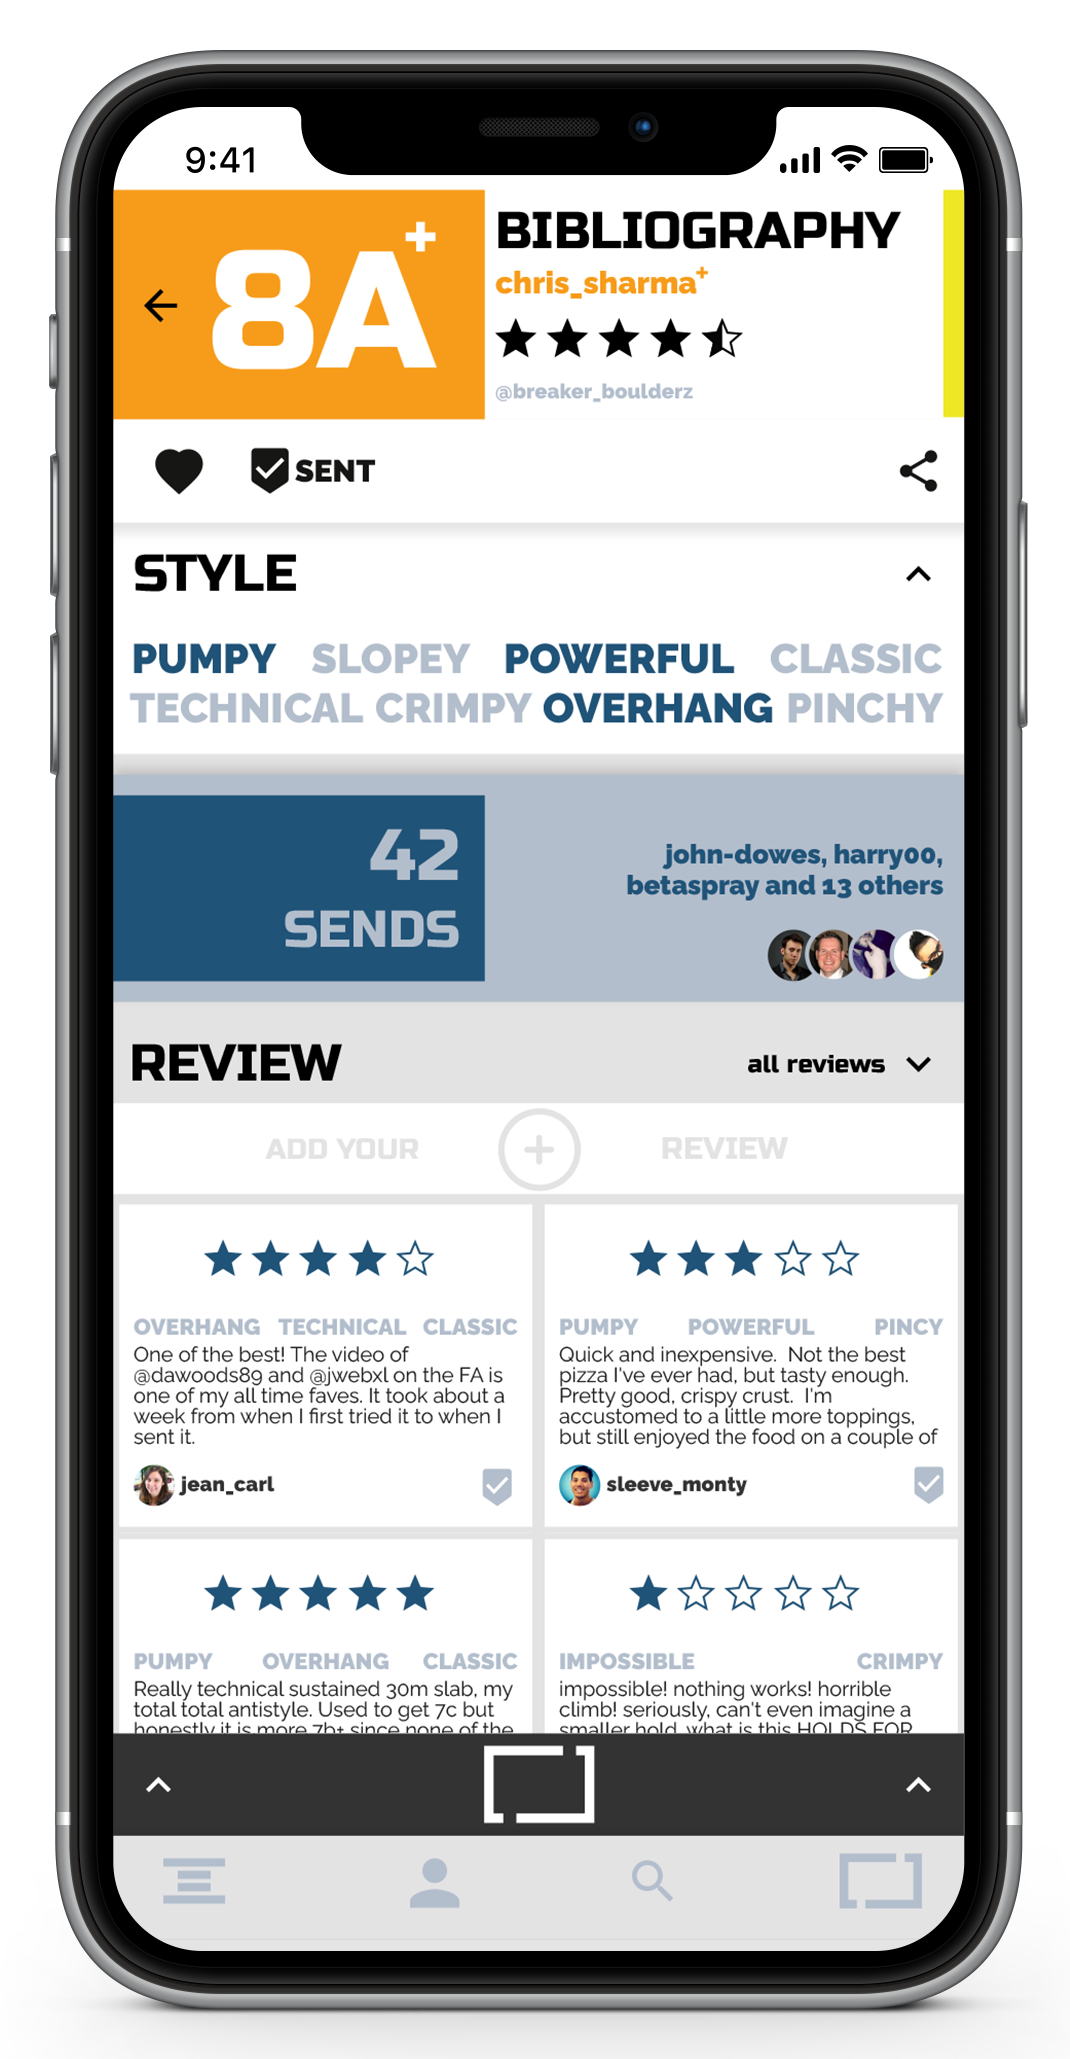 9:41
8A+
BIBLIOGRAPHY
chris_sharma+
@breaker_boulderz
SENT
STYLE
PUMPY SLOPEY POWERFUL CLASSIC
TECHNICAL CRIMPY OVERHANG PINCHY
42
SENDS
john-dowes, harry00,
betaspray and 13 others
REVIEW
all reviews
ADD YOUR + REVIEW
OVERHANG TECHNICAL CLASSIC
One of the best! The video of
@dawoods89 and @jwebxl on the FA is
one of my all time faves. It took about a
week from when I first tried it to when I
sent it.
jean_carl
PUMPY POWERFUL PINCY
Quick and inexpensive.  Not the best
pizza I've ever had, but tasty enough.
Pretty good, crispy crust.  I'm
accustomed to a little more toppings,
but still enjoyed the food on a couple of
sleeve_monty
PUMPY OVERHANG CLASSIC
Really technical sustained 30m slab, my
total total antistyle. Used to get 7c but
honestly it is more 7b+ since none of the
IMPOSSIBLE CRIMPY
impossible! nothing works! horrible
climb! seriously, can't even imagine a
smaller hold, what is this HOLDS FOR